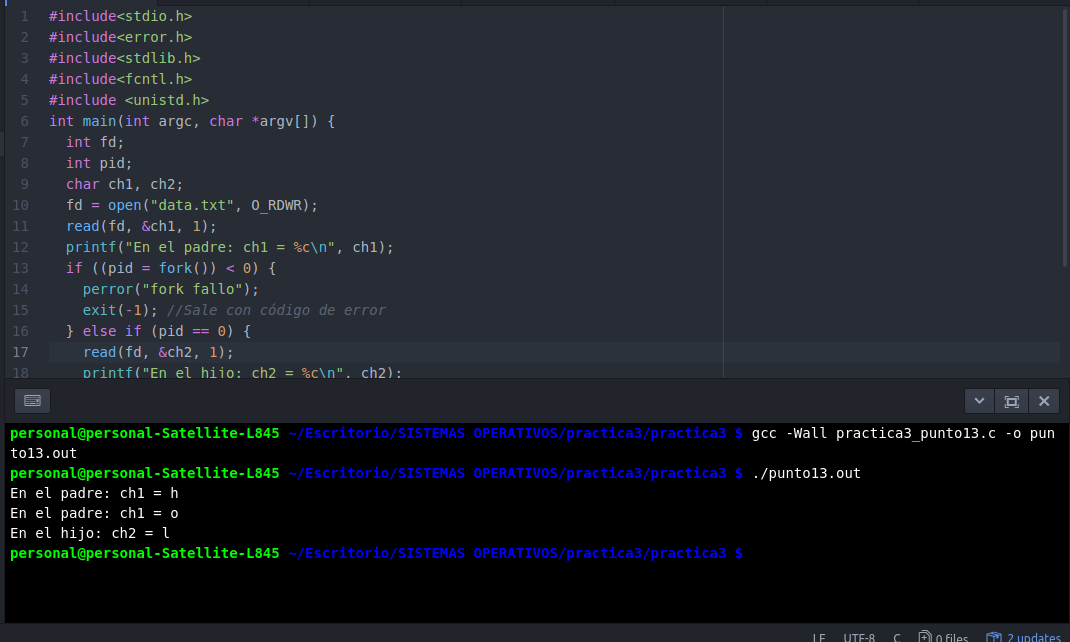 1 #include<stdio.h>
2 #include<error.h>
3 #include<stdlib.h>
4 #include<fcntl.h>
5 #include <unistd.h>
6 int main(int argc, char *argv[]) {
7   int fd;
8   int pid;
9   char ch1, ch2;
10   fd = open("data.txt", O_RDWR);
11   read(fd, &ch1, 1);
12   printf("En el padre: ch1 = %c\n", ch1);
13   if ((pid = fork()) < 0) {
14     perror("fork fallo");
15     exit(-1); //Sale con código de error
16   } else if (pid == 0) {
17     read(fd, &ch2, 1);
18     printf("En el hijo: ch2 = %c\n", ch2);
personal@personal-Satellite-L845 ~/Escritorio/SISTEMAS OPERATIVOS/practica3/practica3 $ gcc -Wall practica3_punto13.c -o pun
to13.out
personal@personal-Satellite-L845 ~/Escritorio/SISTEMAS OPERATIVOS/practica3/practica3 $ ./punto13.out
En el padre: ch1 = h
En el padre: ch1 = o
En el hijo: ch2 = l
personal@personal-Satellite-L845 ~/Escritorio/SISTEMAS OPERATIVOS/practica3/practica3 $
LF UTF-8 C 0 files 2 updates